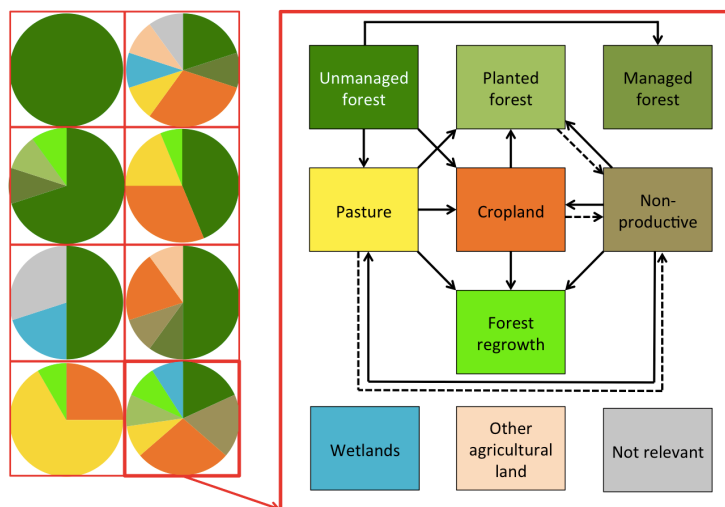 Unmanaged
forest
Planted
forest
Managed
forest
Pasture
Cropland
Non-
productive
Forest
regrowth
Wetlands
Other
agricultural
land
Not relevant